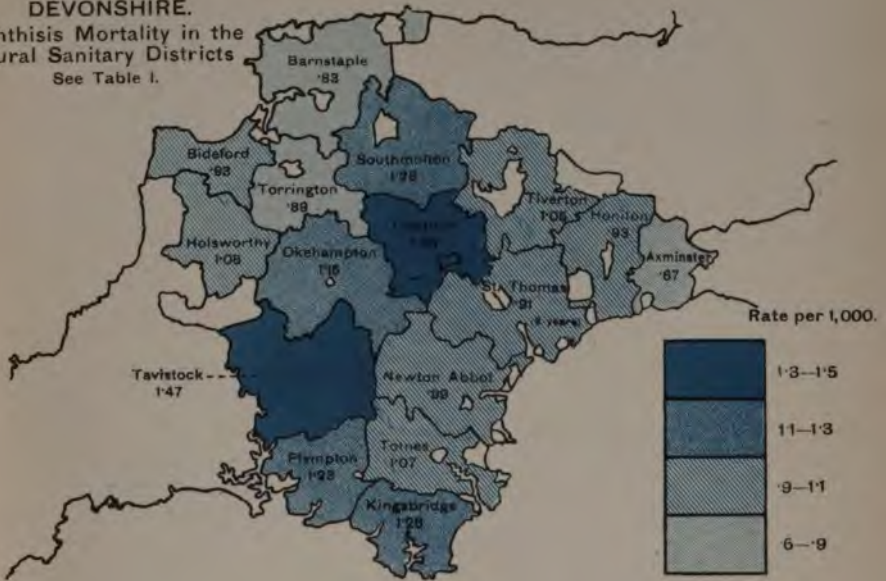 DEVONSHIRE.
nthisis Mortality in the
ural Sanitary Districts
See Table I.
Barnstaple
·83
Bideford
·93
Southmolton
1·28
Torrington
·89
Tiverton
1·05
Honiton
·93
Holsworthy
1·08
Okehampton
1·16
Axminster
·67
St. Thomas
·91
Tavistock
1·47
Newton Abbot
·99
Totnes
1·07
Plympton
1·23
Kingsbridge
1·28
Rate per 1,000.
1·3—1·5
1·1—1·3
·9—1·1
·6—·9